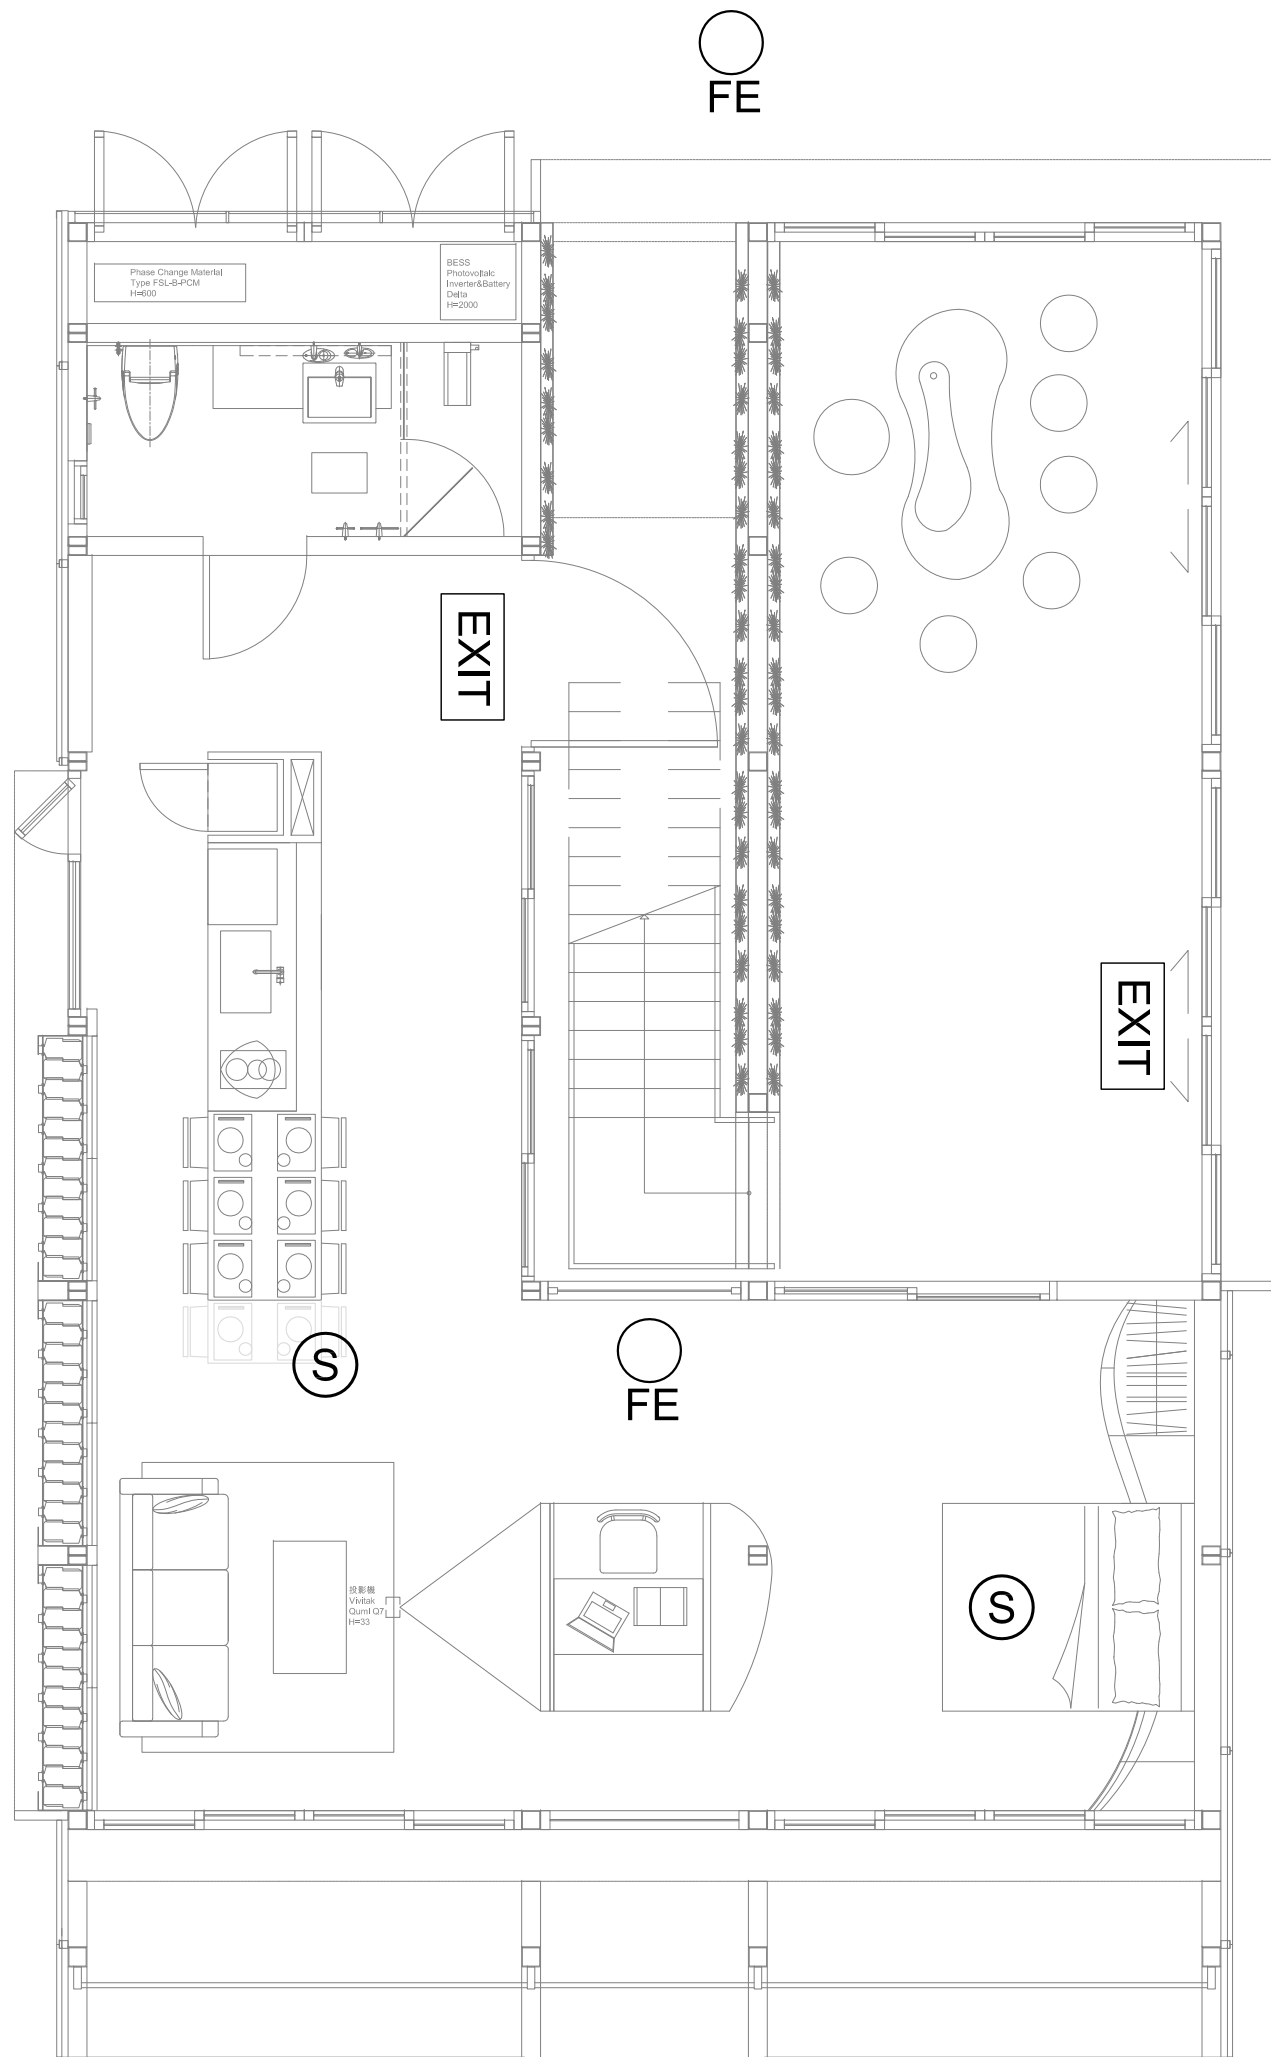 FE
Phase Change Material
Type FSL-B-PCM
H=600
BESS
Photovoltaic
Inverter&Battery
Delta
H=2000
EXIT
EXIT
S
FE
投影機
Vivitak
Qumi Q7
H=33
S